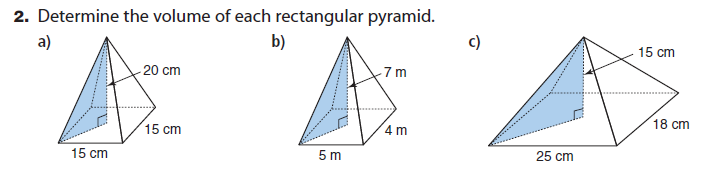 2. Determine the volume of each rectangular pyramid.
a)
20 cm
15 cm
15 cm
b)
7 m
4 m
5 m
c)
15 cm
18 cm
25 cm